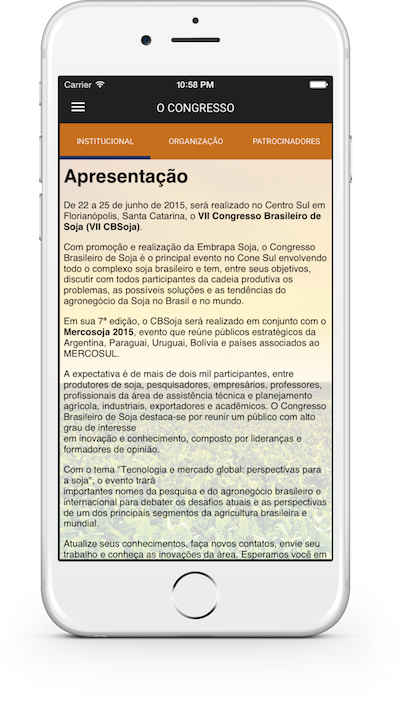 Carrier 10:58 PM
O CONGRESSO
INSTITUCIONAL ORGANIZAÇÃO PATROCINADORES
Apresentação
De 22 a 25 de junho de 2015, será realizado no Centro Sul em
Florianópolis, Santa Catarina, o VII Congresso Brasileiro de
Soja (VII CBSoja).
Com promoção e realização da Embrapa Soja, o Congresso
Brasileiro de Soja é o principal evento no Cone Sul envolvendo
todo o complexo soja brasileiro e tem, entre seus objetivos,
discutir com todos participantes da cadeia produtiva os
problemas, as possíveis soluções e as tendências do
agronegócio da Soja no Brasil e no mundo.
Em sua 7ª edição, o CBSoja será realizado em conjunto com o
Mercosoja 2015, evento que reúne públicos estratégicos da
Argentina, Paraguai, Uruguai, Bolívia e países associados ao
MERCOSUL.
A expectativa é de mais de dois mil participantes, entre
produtores de soja, pesquisadores, empresários, professores,
profissionais da área de assistência técnica e planejamento
agrícola, industriais, exportadores e acadêmicos. O Congresso
Brasileiro de Soja destaca-se por reunir um público com alto
grau de interesse
em inovação e conhecimento, composto por lideranças e
formadores de opinião.
Com o tema "Tecnologia e mercado global: perspectivas para
a soja", o evento trará
importantes nomes da pesquisa e do agronegócio brasileiro e
internacional para debater os desafios atuais e as perspectivas
de um dos principais segmentos da agricultura brasileira e
mundial.
Atualize seus conhecimentos, faça novos contatos, envie seu
trabalho e conheça as inovações da área. Esperamos você em